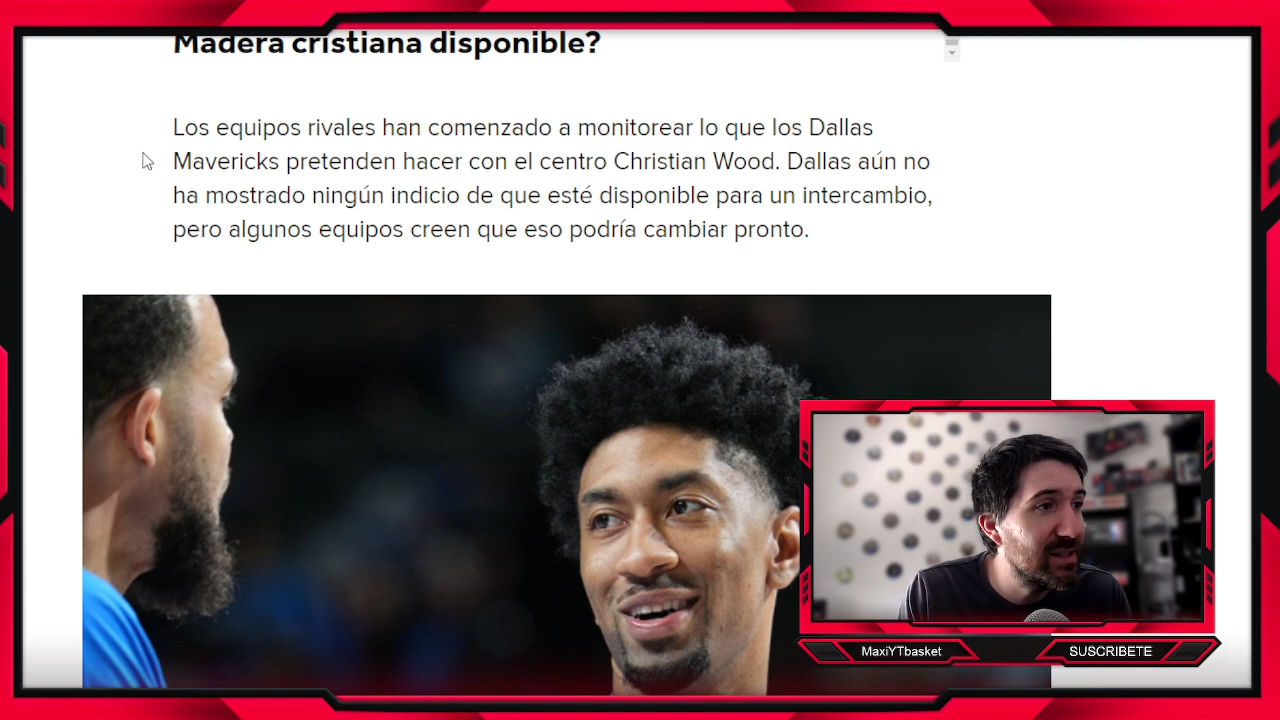 Madera cristiana disponible?
Los equipos rivales han comenzado a monitorear lo que los Dallas
Mavericks pretenden hacer con el centro Christian Wood. Dallas aún no
ha mostrado ningún indicio de que esté disponible para un intercambio,
pero algunos equipos creen que eso podría cambiar pronto.
MaxiYTbasket
SUSCRIBETE